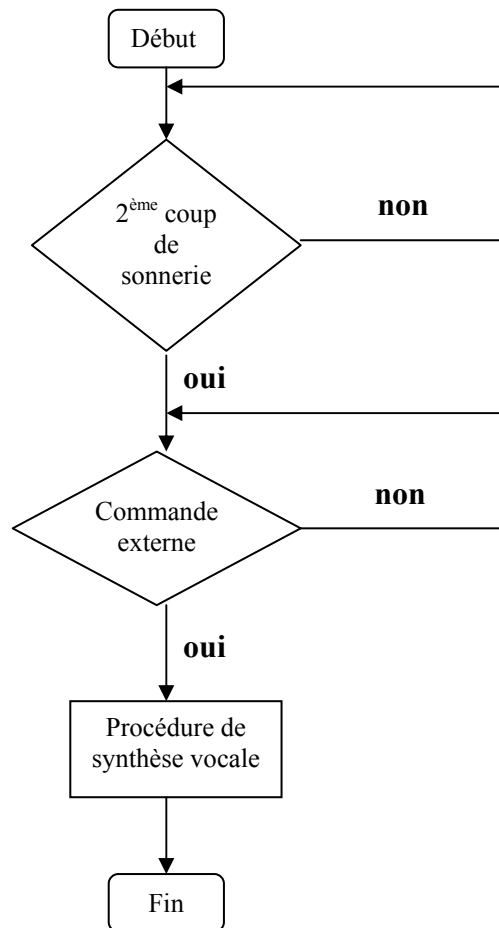 Début
2ème coup
de
sonnerie
non
oui
Commande
externe
non
oui
Procédure de
synthèse vocale
Fin